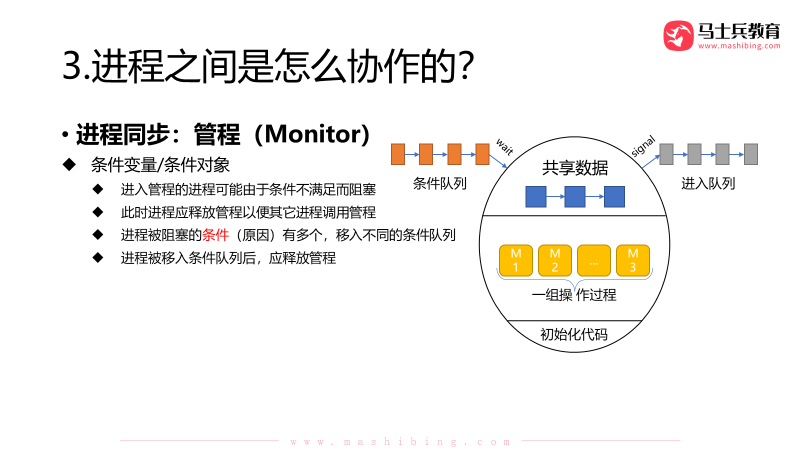 马士兵教育
www.mashibing.com
3.进程之间是怎么协作的？
• 进程同步：管程（Monitor）
◆ 条件变量/条件对象
◆ 进入管程的进程可能由于条件不满足而阻塞
◆ 此时进程应释放管程以便其它进程调用管程
◆ 进程被阻塞的条件（原因）有多个，移入不同的条件队列
◆ 进程被移入条件队列后，应释放管程
wait
signal
条件队列
共享数据
进入队列
M
1
M
2
...
M
3
一组操 作过程
初始化代码
www.mashibing.com